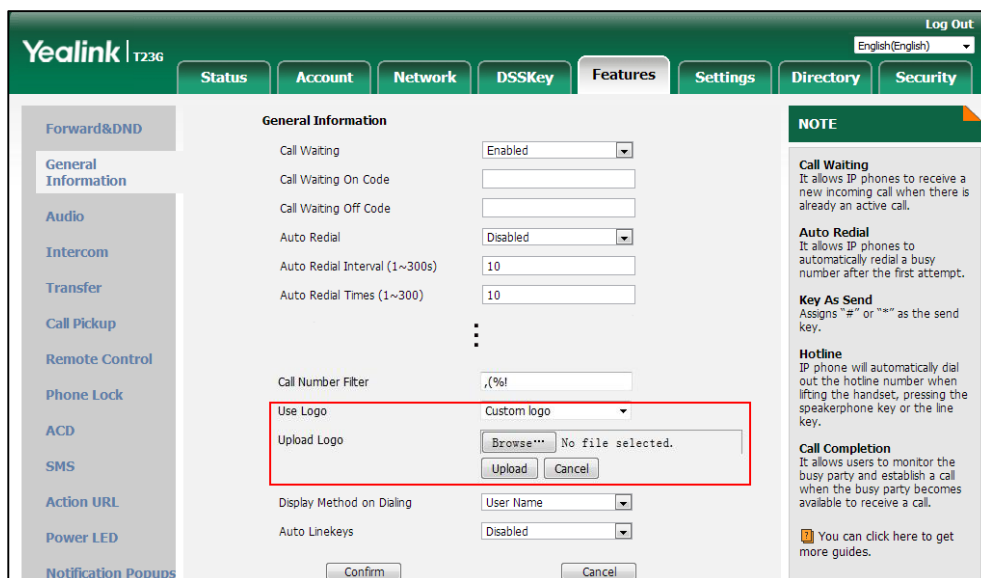 Log Out
Yealink T23G
English(English)
Status Account Network DSSKey Features Settings Directory Security
Forward&DND
General
Information
Audio
Intercom
Transfer
Call Pickup
Remote Control
Phone Lock
ACD
SMS
Action URL
Power LED
Notification Popups
General Information
Call Waiting Enabled
Call Waiting On Code
Call Waiting Off Code
Auto Redial Disabled
Auto Redial Interval (1~300s) 10
Auto Redial Times (1~300) 10
Call Number Filter ,(%!
Use Logo Custom logo
Upload Logo Browse... No file selected.
Upload Cancel
Display Method on Dialing User Name
Auto Linekeys Disabled
Confirm Cancel
NOTE
Call Waiting
It allows IP phones to receive a
new incoming call when there is
already an active call.
Auto Redial
It allows IP phones to
automatically redial a busy
number after the first attempt.
Key As Send
Assigns "#" or "*" as the send
key.
Hotline
IP phone will automatically dial
out the hotline number when
lifting the handset, pressing the
speakerphone key or the line
key.
Call Completion
It allows users to monitor the
busy party and establish a call
when the busy party becomes
available to receive a call.
? You can click here to get
more guides.